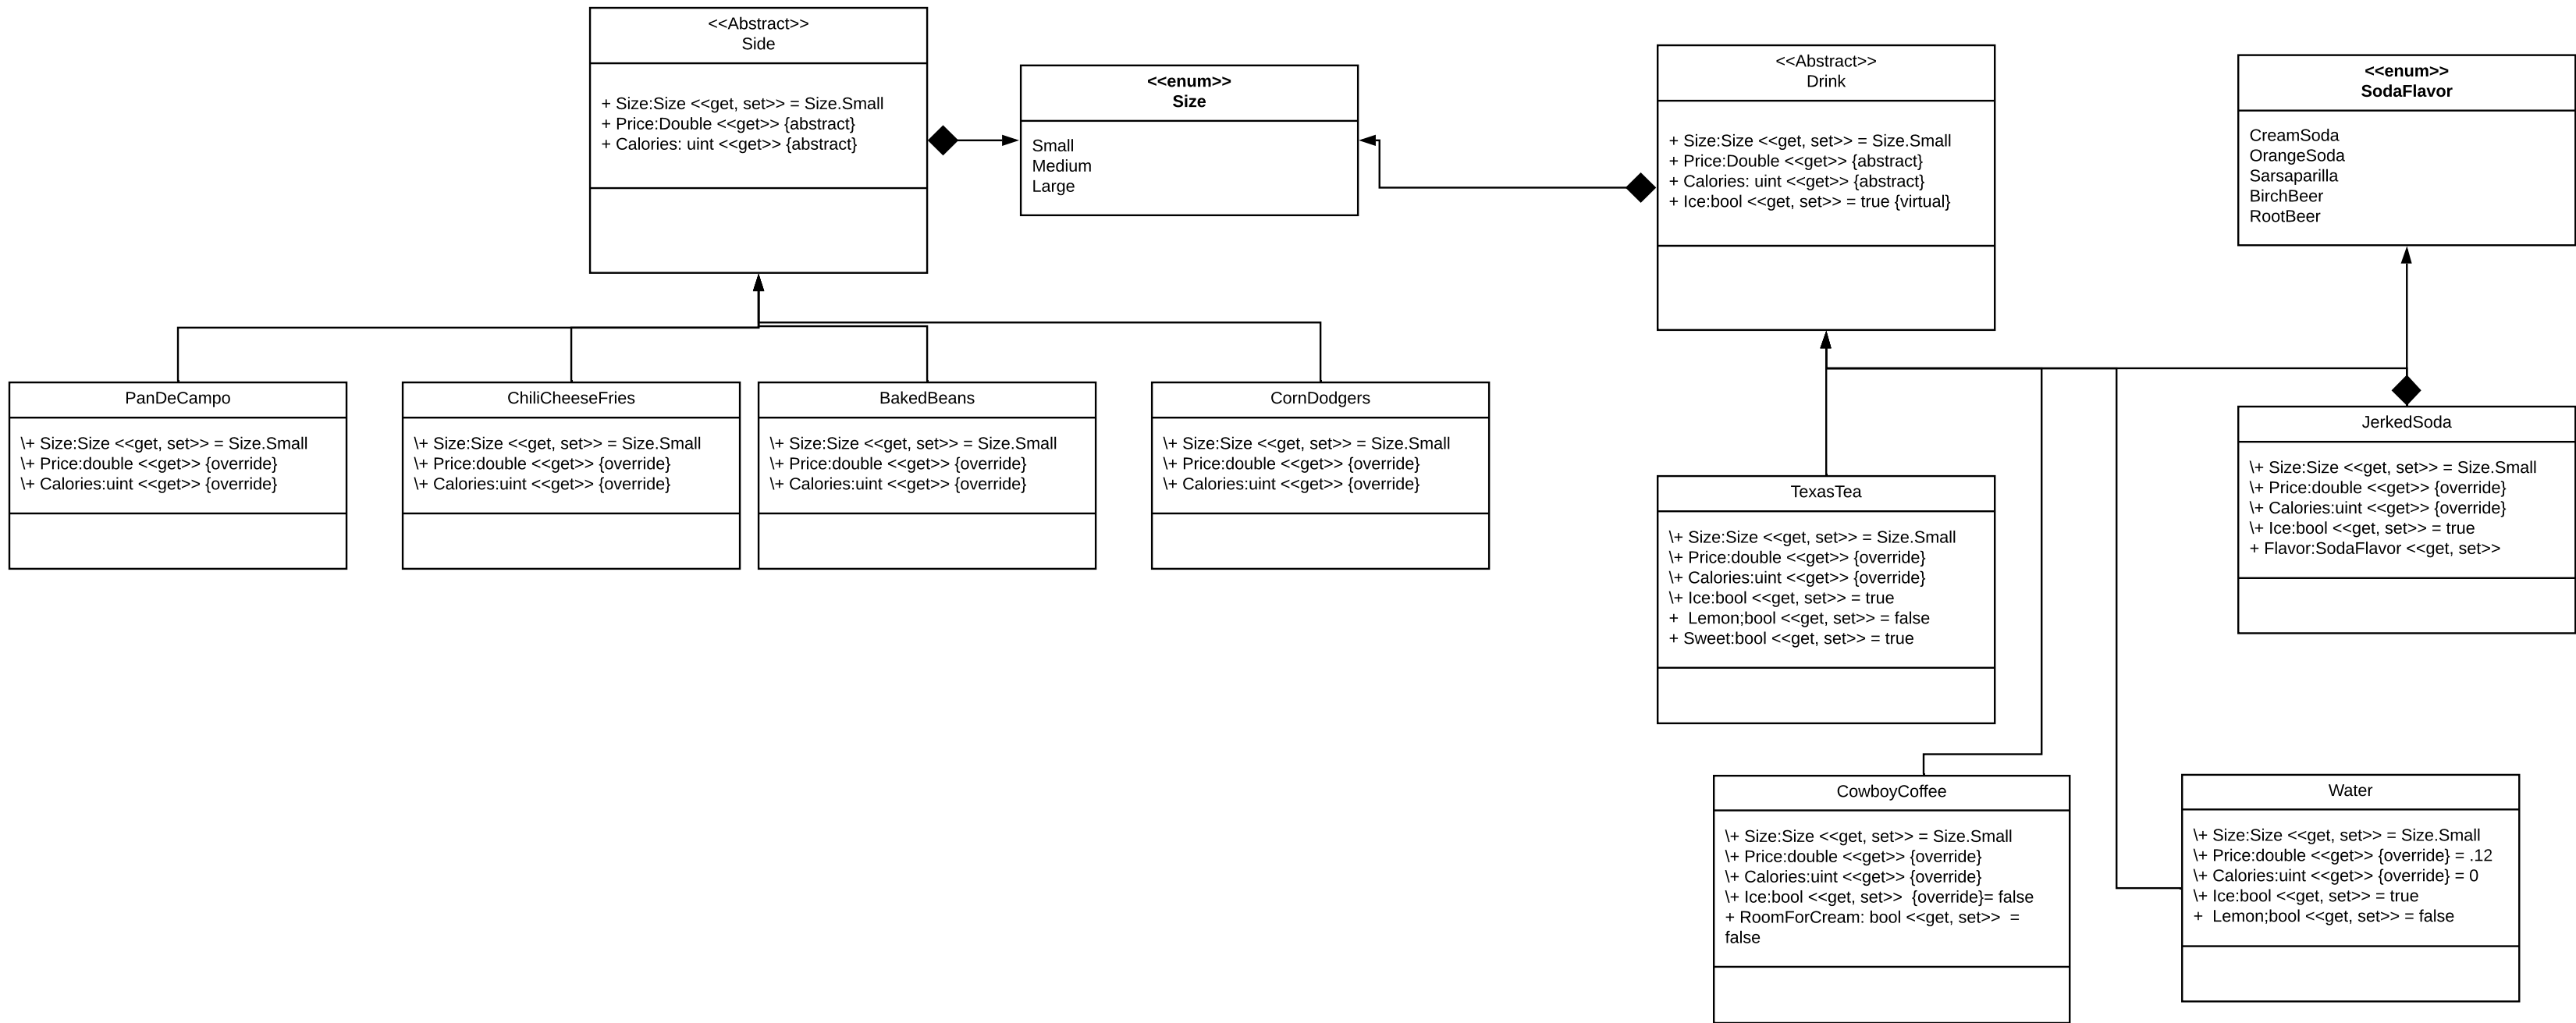 <<Abstract>>
Side
+ Size:Size <<get, set>> = Size.Small
+ Price:Double <<get>> {abstract}
+ Calories: uint <<get>> {abstract}
<<enum>>
Size
Small
Medium
Large
<<Abstract>>
Drink
+ Size:Size <<get, set>> = Size.Small
+ Price:Double <<get>> {abstract}
+ Calories: uint <<get>> {abstract}
+ Ice:bool <<get, set>> = true {virtual}
<<enum>>
SodaFlavor
CreamSoda
OrangeSoda
Sarsaparilla
BirchBeer
RootBeer
PanDeCampo
\+ Size:Size <<get, set>> = Size.Small
\+ Price:double <<get>> {override}
\+ Calories:uint <<get>> {override}
ChiliCheeseFries
\+ Size:Size <<get, set>> = Size.Small
\+ Price:double <<get>> {override}
\+ Calories:uint <<get>> {override}
BakedBeans
\+ Size:Size <<get, set>> = Size.Small
\+ Price:double <<get>> {override}
\+ Calories:uint <<get>> {override}
CornDodgers
\+ Size:Size <<get, set>> = Size.Small
\+ Price:double <<get>> {override}
\+ Calories:uint <<get>> {override}
TexasTea
\+ Size:Size <<get, set>> = Size.Small
\+ Price:double <<get>> {override}
\+ Calories:uint <<get>> {override}
\+ Ice:bool <<get, set>> = true
+  Lemon;bool <<get, set>> = false
+ Sweet:bool <<get, set>> = true
JerkedSoda
\+ Size:Size <<get, set>> = Size.Small
\+ Price:double <<get>> {override}
\+ Calories:uint <<get>> {override}
\+ Ice:bool <<get, set>> = true
+ Flavor:SodaFlavor <<get, set>>
CowboyCoffee
\+ Size:Size <<get, set>> = Size.Small
\+ Price:double <<get>> {override}
\+ Calories:uint <<get>> {override}
\+ Ice:bool <<get, set>>  {override}= false
+ RoomForCream: bool <<get, set>>  =
false
Water
\+ Size:Size <<get, set>> = Size.Small
\+ Price:double <<get>> {override} = .12
\+ Calories:uint <<get>> {override} = 0
\+ Ice:bool <<get, set>> = true
+  Lemon;bool <<get, set>> = false